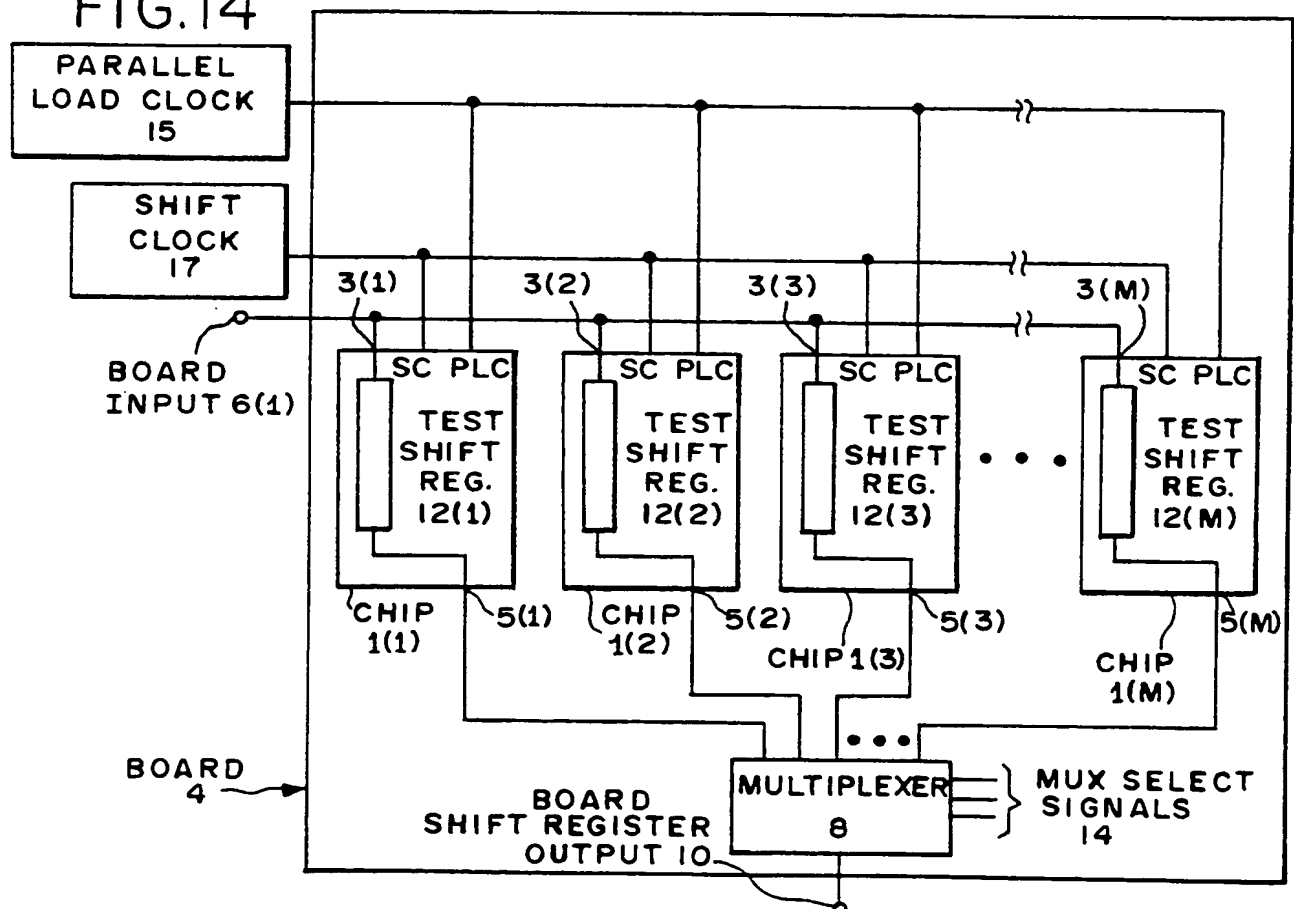 FIG.14
PARALLEL
LOAD CLOCK
15
SHIFT
CLOCK
17
3(1)
3(2)
3(3)
3(M)
BOARD
INPUT 6(1)
SC PLC
TEST
SHIFT
REG.
12(1)
SC PLC
TEST
SHIFT
REG.
12(2)
SC PLC
TEST
SHIFT
REG.
12(3)
SC PLC
TEST
SHIFT
REG.
12(M)
CHIP
1(1)
5(1)
CHIP
1(2)
5(2)
CHIP 1(3)
5(3)
CHIP
1(M)
5(M)
BOARD
4
MULTIPLEXER
8
MUX SELECT
SIGNALS
14
BOARD
SHIFT REGISTER
OUTPUT 10